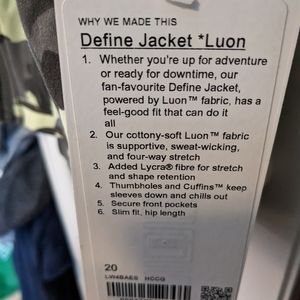 WHY WE MADE THIS
Define Jacket *Luon
1. Whether you're up for adventure
or ready for downtime, our
fan-favourite Define Jacket,
powered by Luon™ fabric, has a
feel-good fit that can do it
all
2. Our cottony-soft Luon™ fabric
is supportive, sweat-wicking,
and four-way stretch
3. Added Lycra® fibre for stretch
and shape retention
4. Thumbholes and Cuffins™ keep
sleeves down and chills out
5. Secure front pockets
6. Slim fit, hip length
20
LW4BAES HCCG